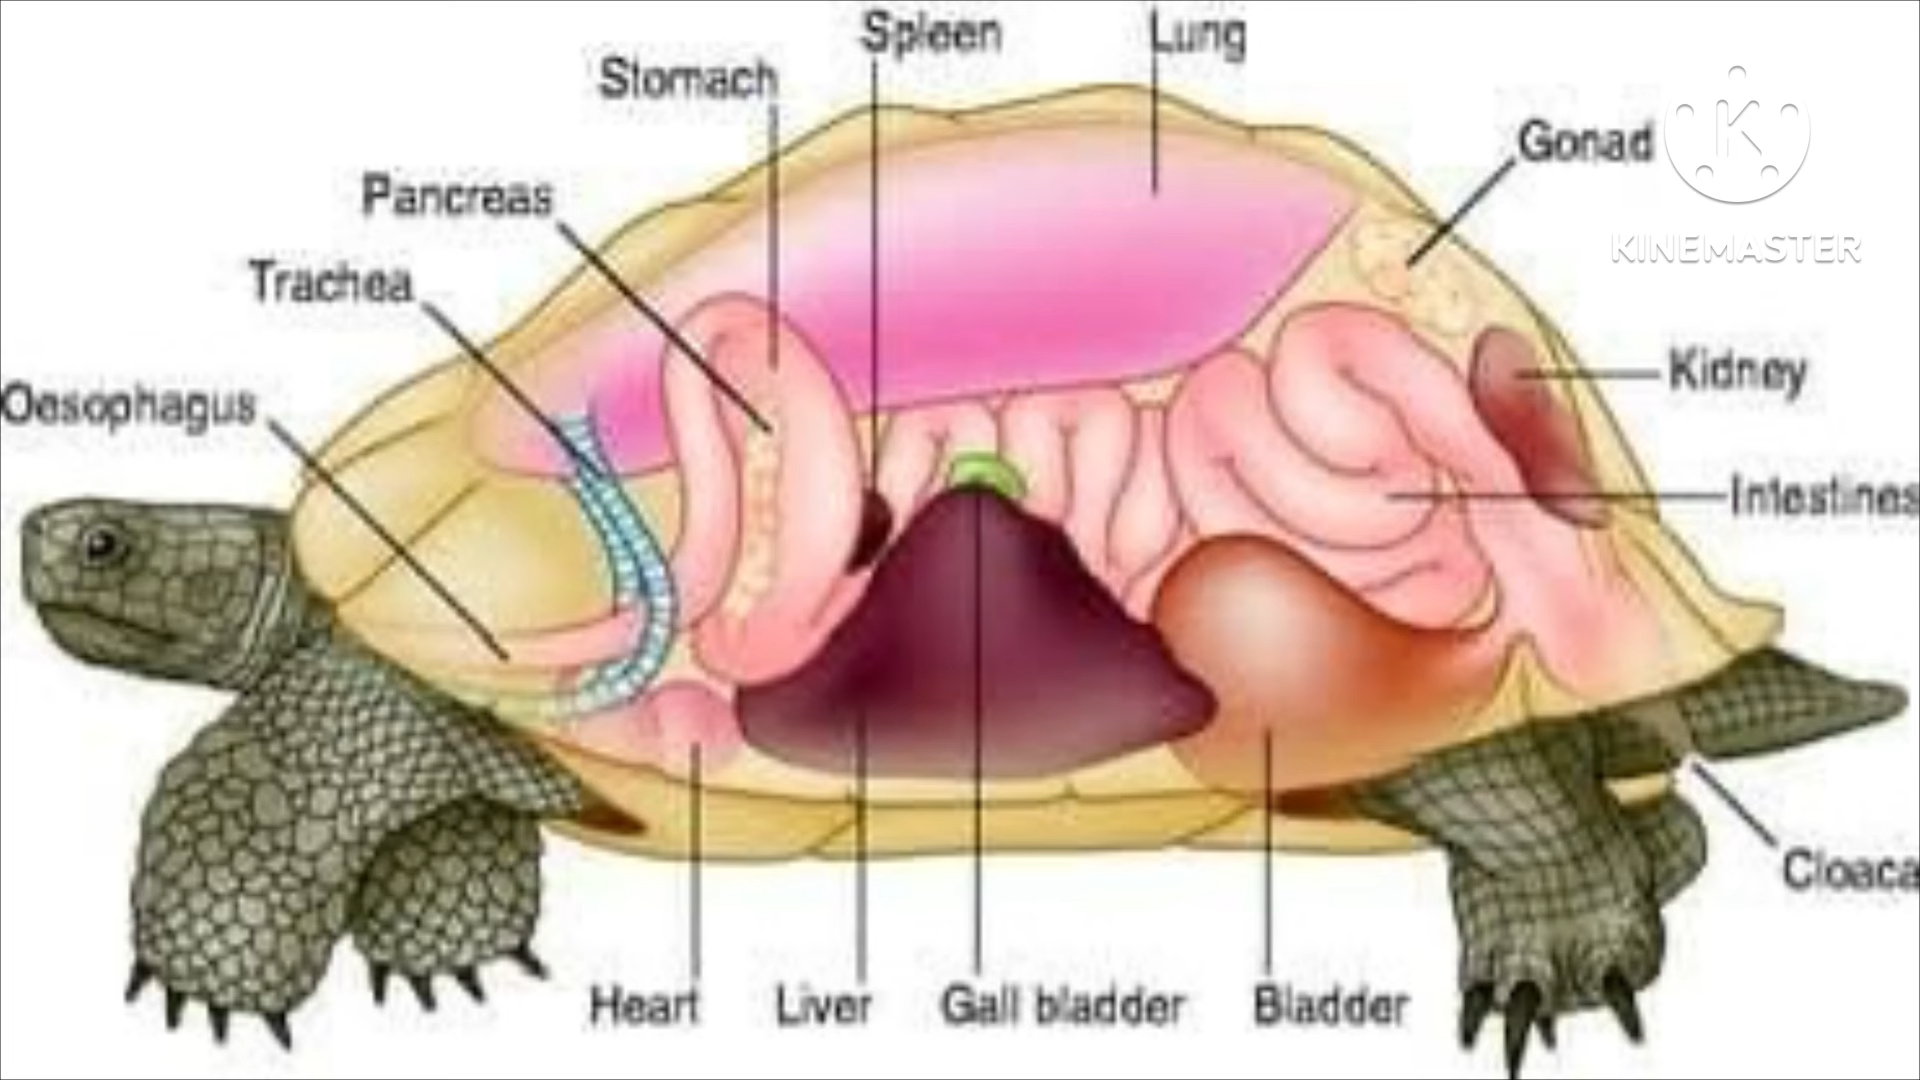 Spleen
Lung
Stomach
Gonad
Pancreas
KINEMASTER
Trachea
Kidney
Oesophagus
Intestines
Cloaca
Heart
Liver
Gall bladder
Bladder